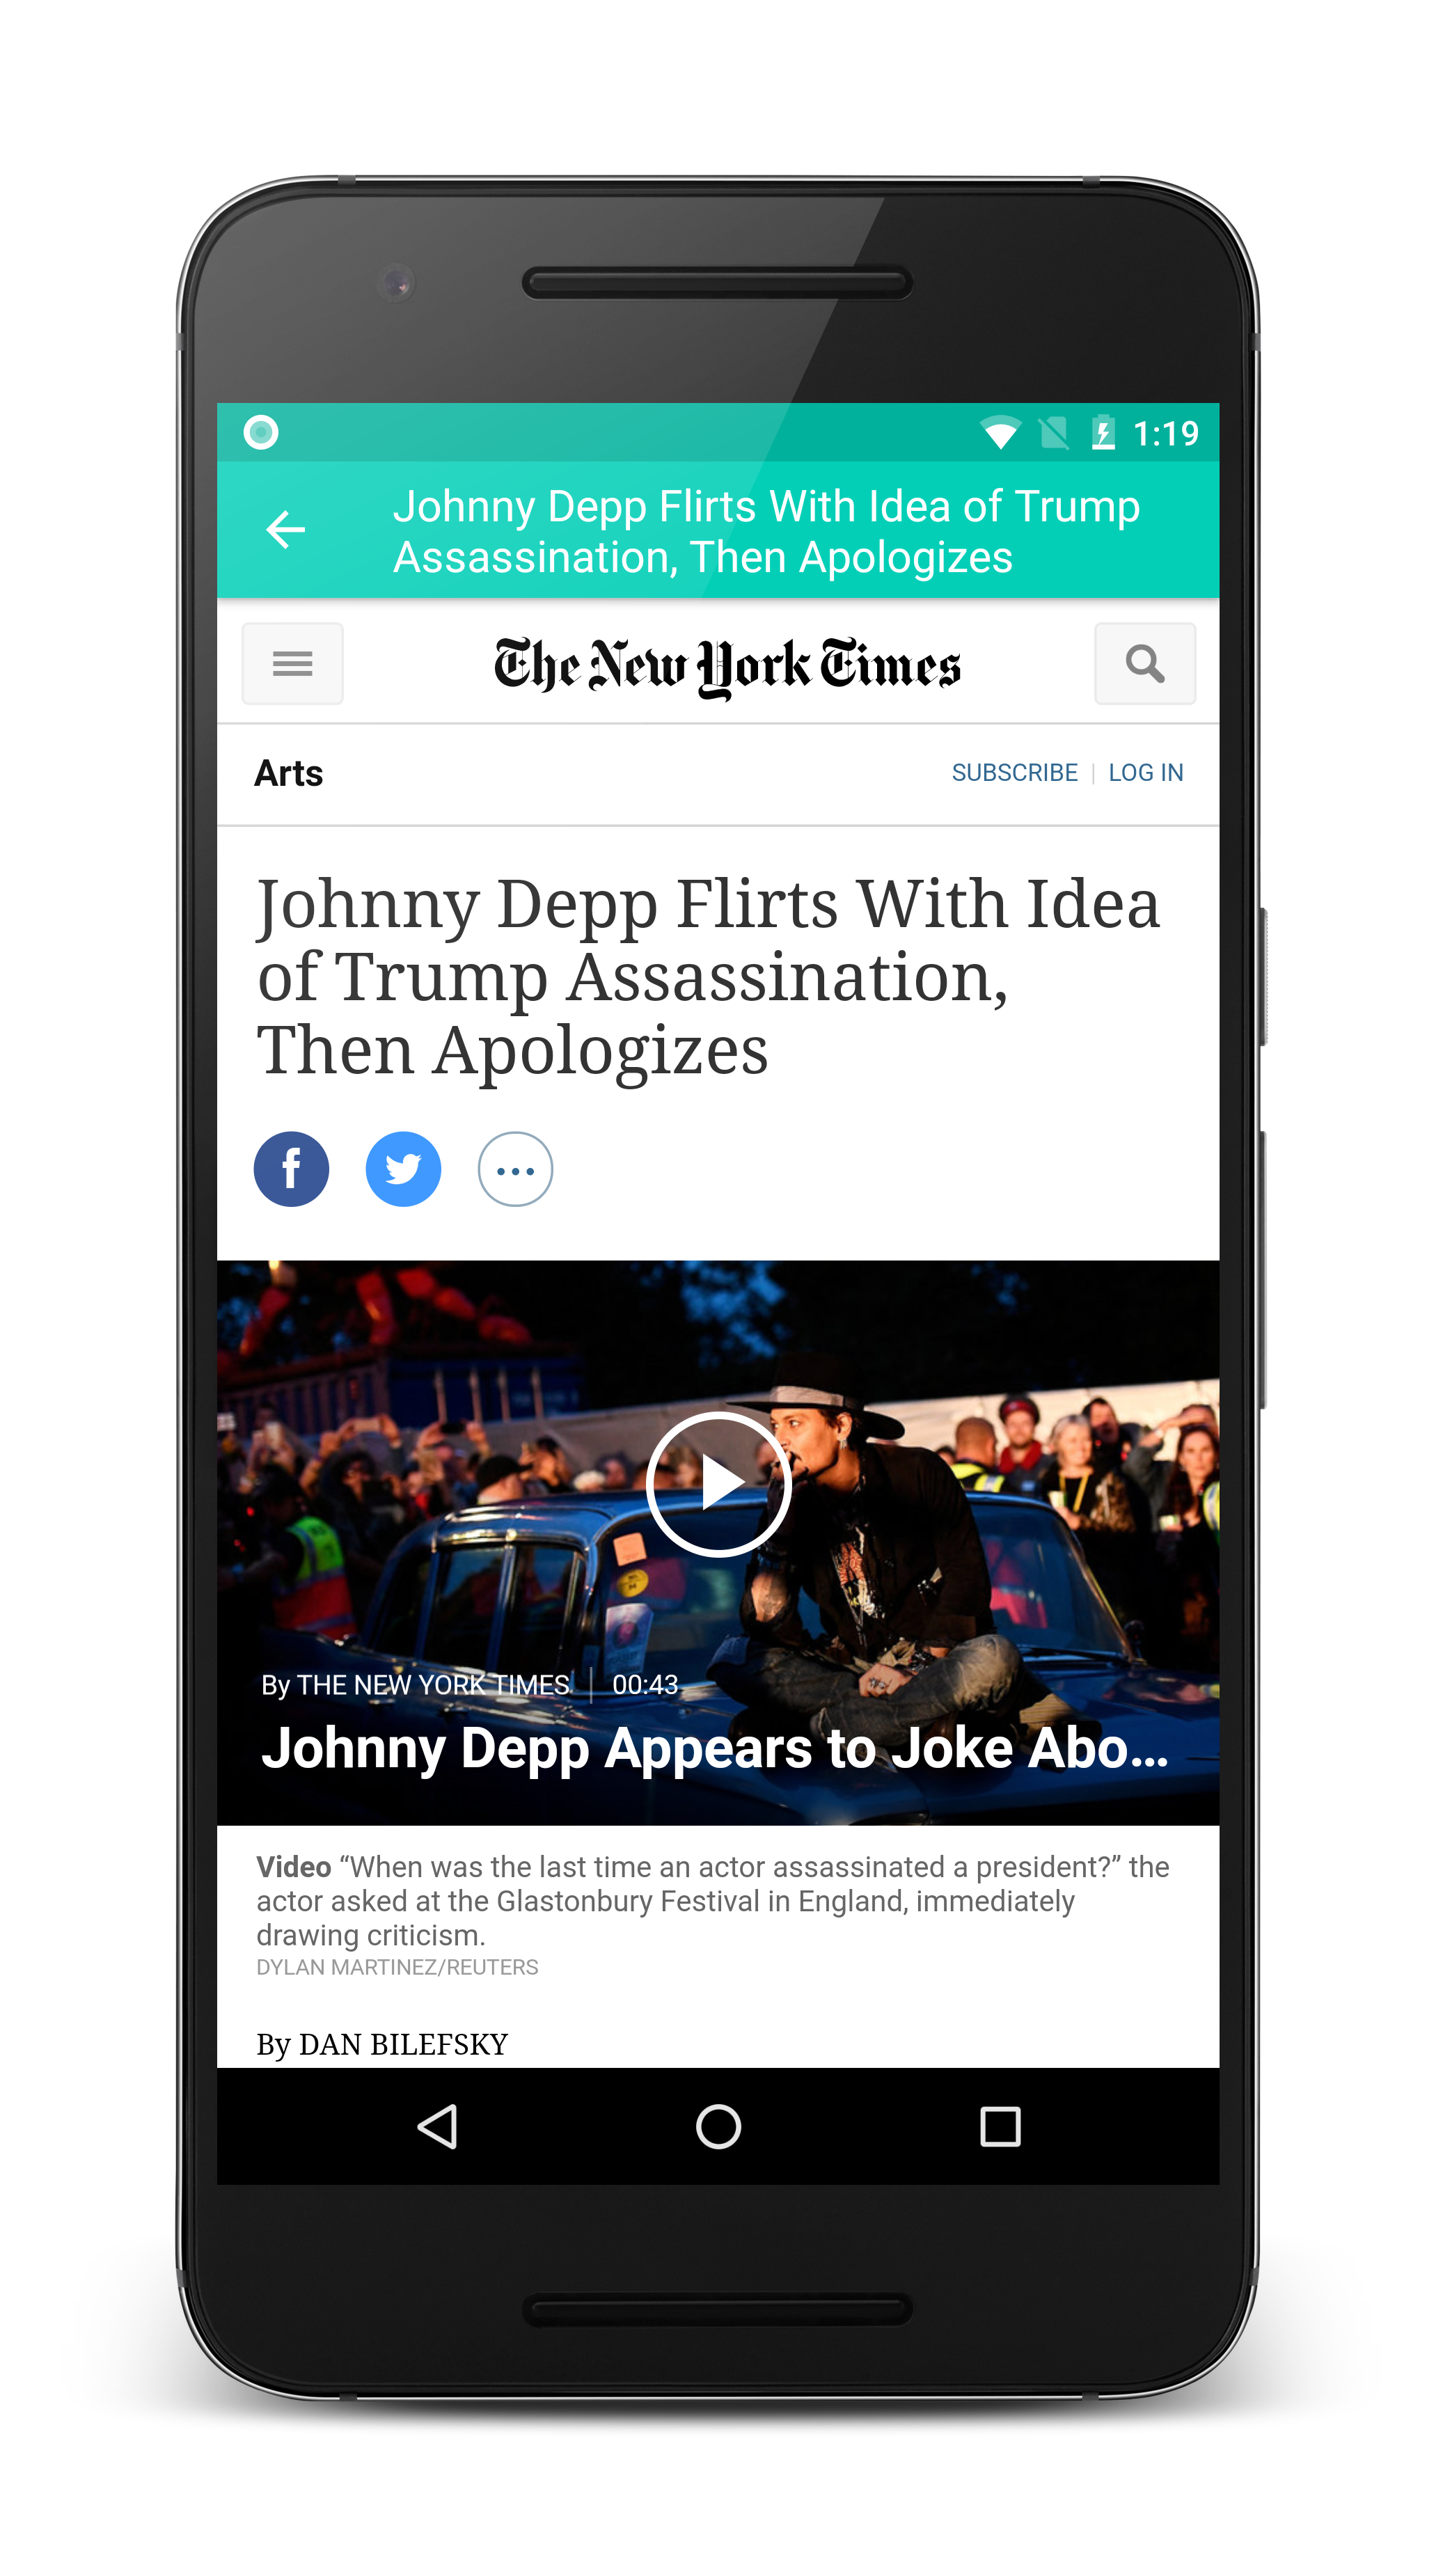 1:19
Johnny Depp Flirts With Idea of Trump
Assassination, Then Apologizes
The New York Times
Arts
SUBSCRIBE | LOG IN
Johnny Depp Flirts With Idea
of Trump Assassination,
Then Apologizes
By THE NEW YORK TIMES | 00:43
Johnny Depp Appears to Joke Abo...
Video “When was the last time an actor assassinated a president?” the
actor asked at the Glastonbury Festival in England, immediately
drawing criticism.
DYLAN MARTINEZ/REUTERS
By DAN BILEFSKY